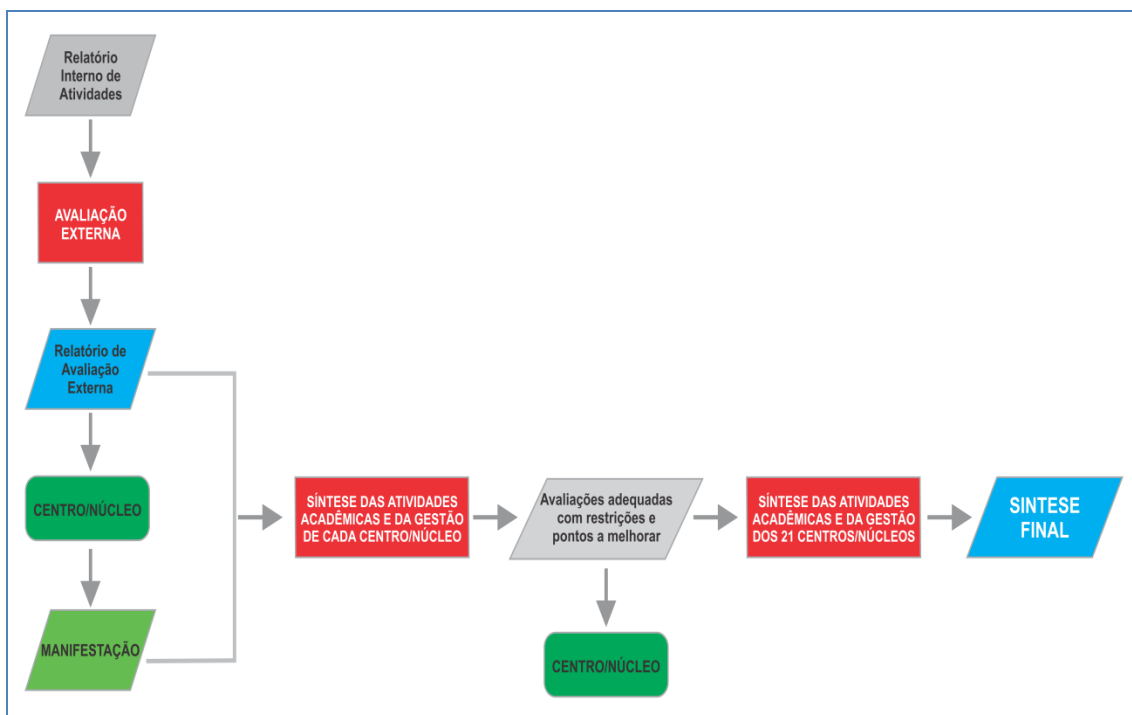 Relatório
Interno de
Atividades
AVALIAÇÃO
EXTERNA
Relatório de
Avaliação
Externa
CENTRO/NÚCLEO
MANIFESTAÇÃO
SÍNTESE DAS ATIVIDADES
ACADÊMICAS E DA GESTÃO
DE CADA CENTRO/NÚCLEO
Avaliações adequadas
com restrições e
pontos a melhorar
CENTRO/NÚCLEO
SÍNTESE DAS ATIVIDADES
ACADÊMICAS E DA GESTÃO
DOS 21 CENTROS/NÚCLEOS
SINTESE
FINAL